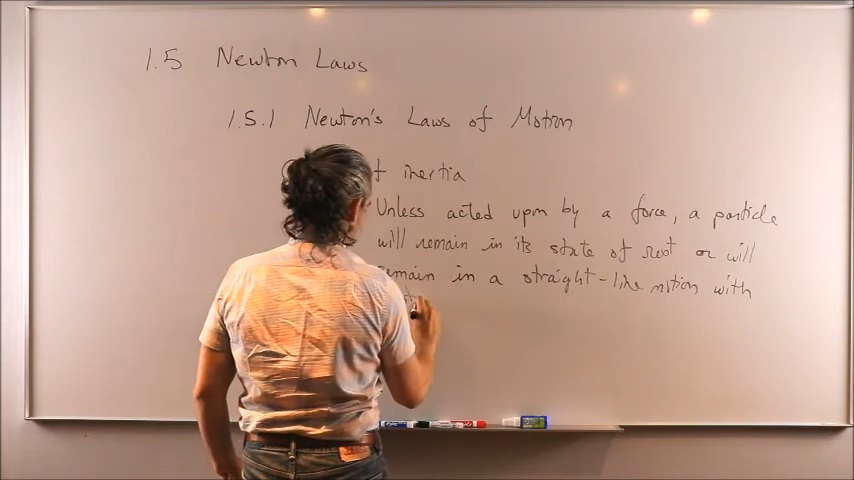 1.5 Newton Laws
1.5.1 Newton's Laws of Motion
inertia
Unless acted upon by a force, a particle
will remain in its state of rest or will
remain in a straight-line motion with